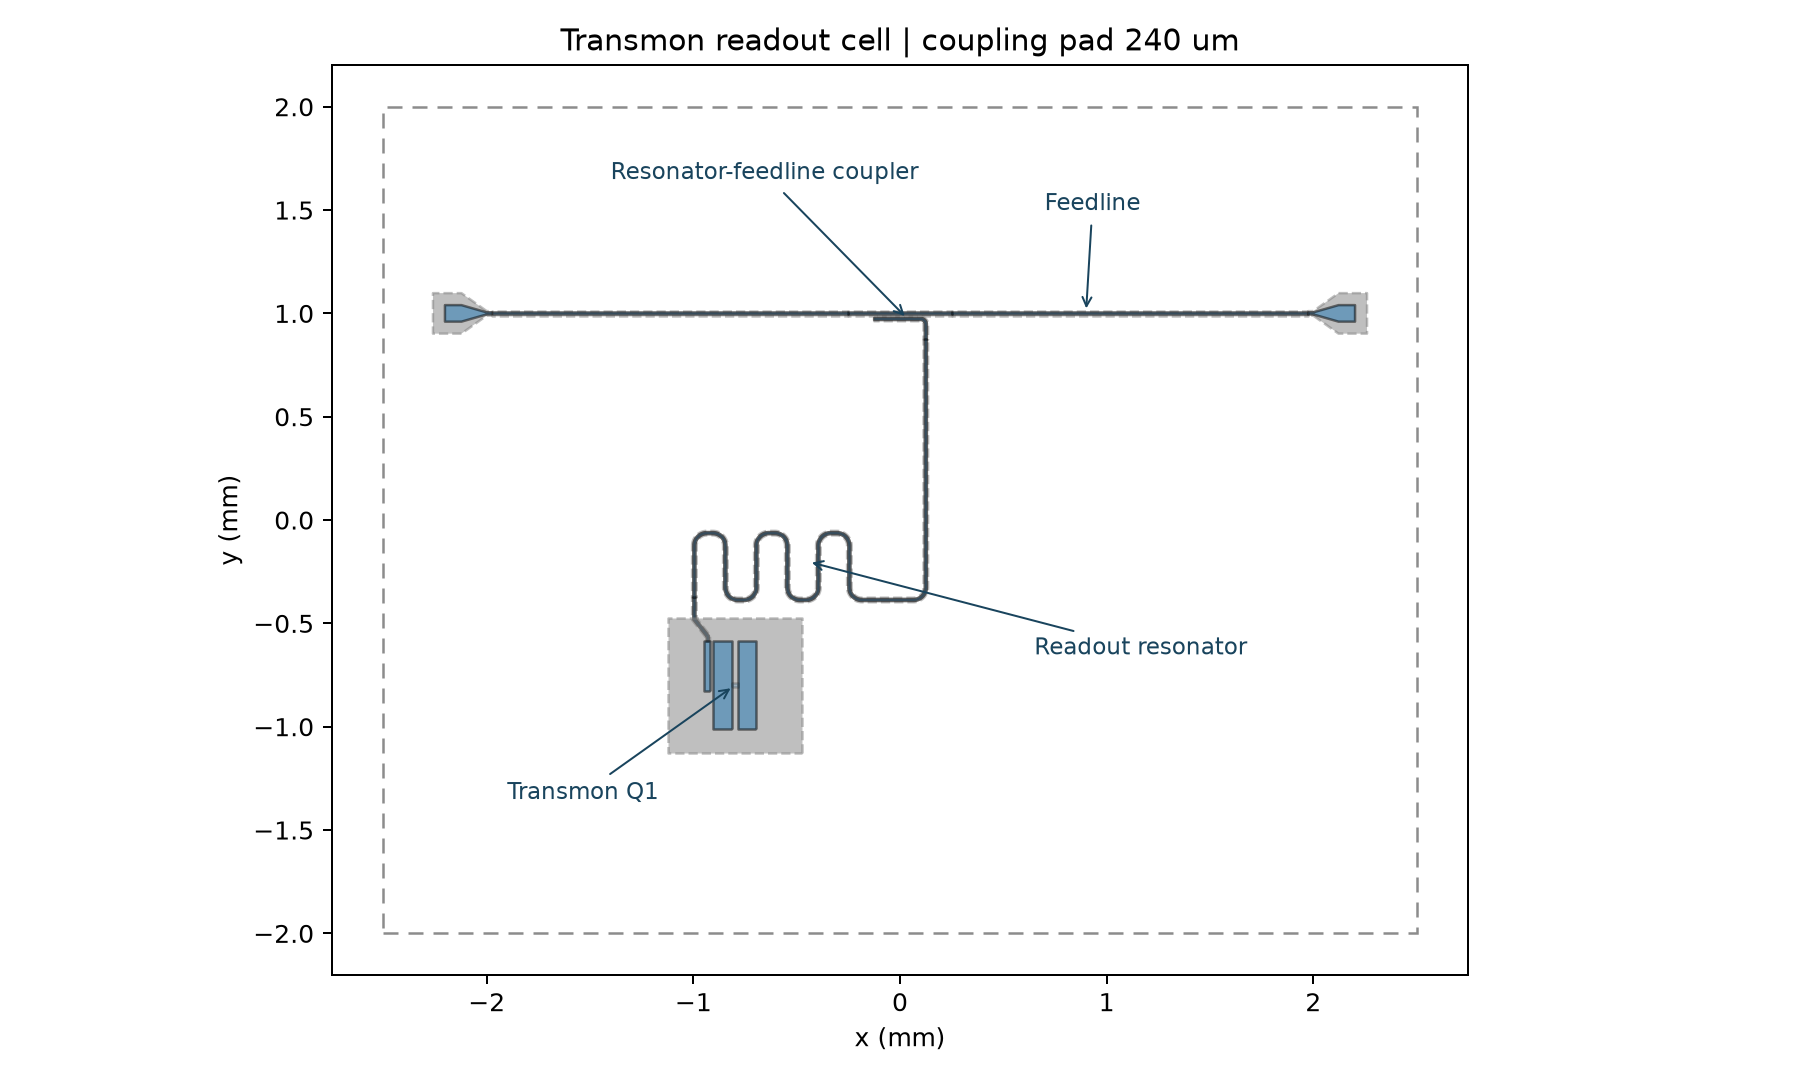 Transmon readout cell | coupling pad 240 um
2.0
Resonator-feedline coupler
Feedline
1.5
1.0
0.5
y (mm)
0.0
−0.5
Readout resonator
−1.0
Transmon Q1
−1.5
−2.0
−2
−1
0
1
2
x (mm)